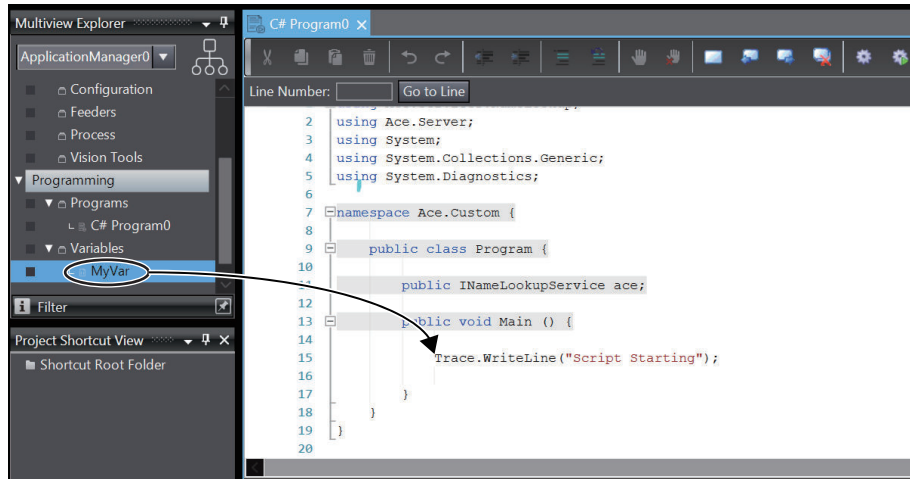 Multiview Explorer
ApplicationManager0
Configuration
Feeders
Process
Vision Tools
Programming
Programs
C# Program0
Variables
MyVar
Filter
Project Shortcut View
Shortcut Root Folder
C# Program0
Line Number:
Go to Line
2 using Ace.Server;
3 using System;
4 using System.Collections.Generic;
5 using System.Diagnostics;
6
7 namespace Ace.Custom {
8
9 public class Program {
10
public INameLookupService ace;
12
13 public void Main () {
14
15 Trace.WriteLine("Script Starting");
16
17 }
18 }
19 }
20